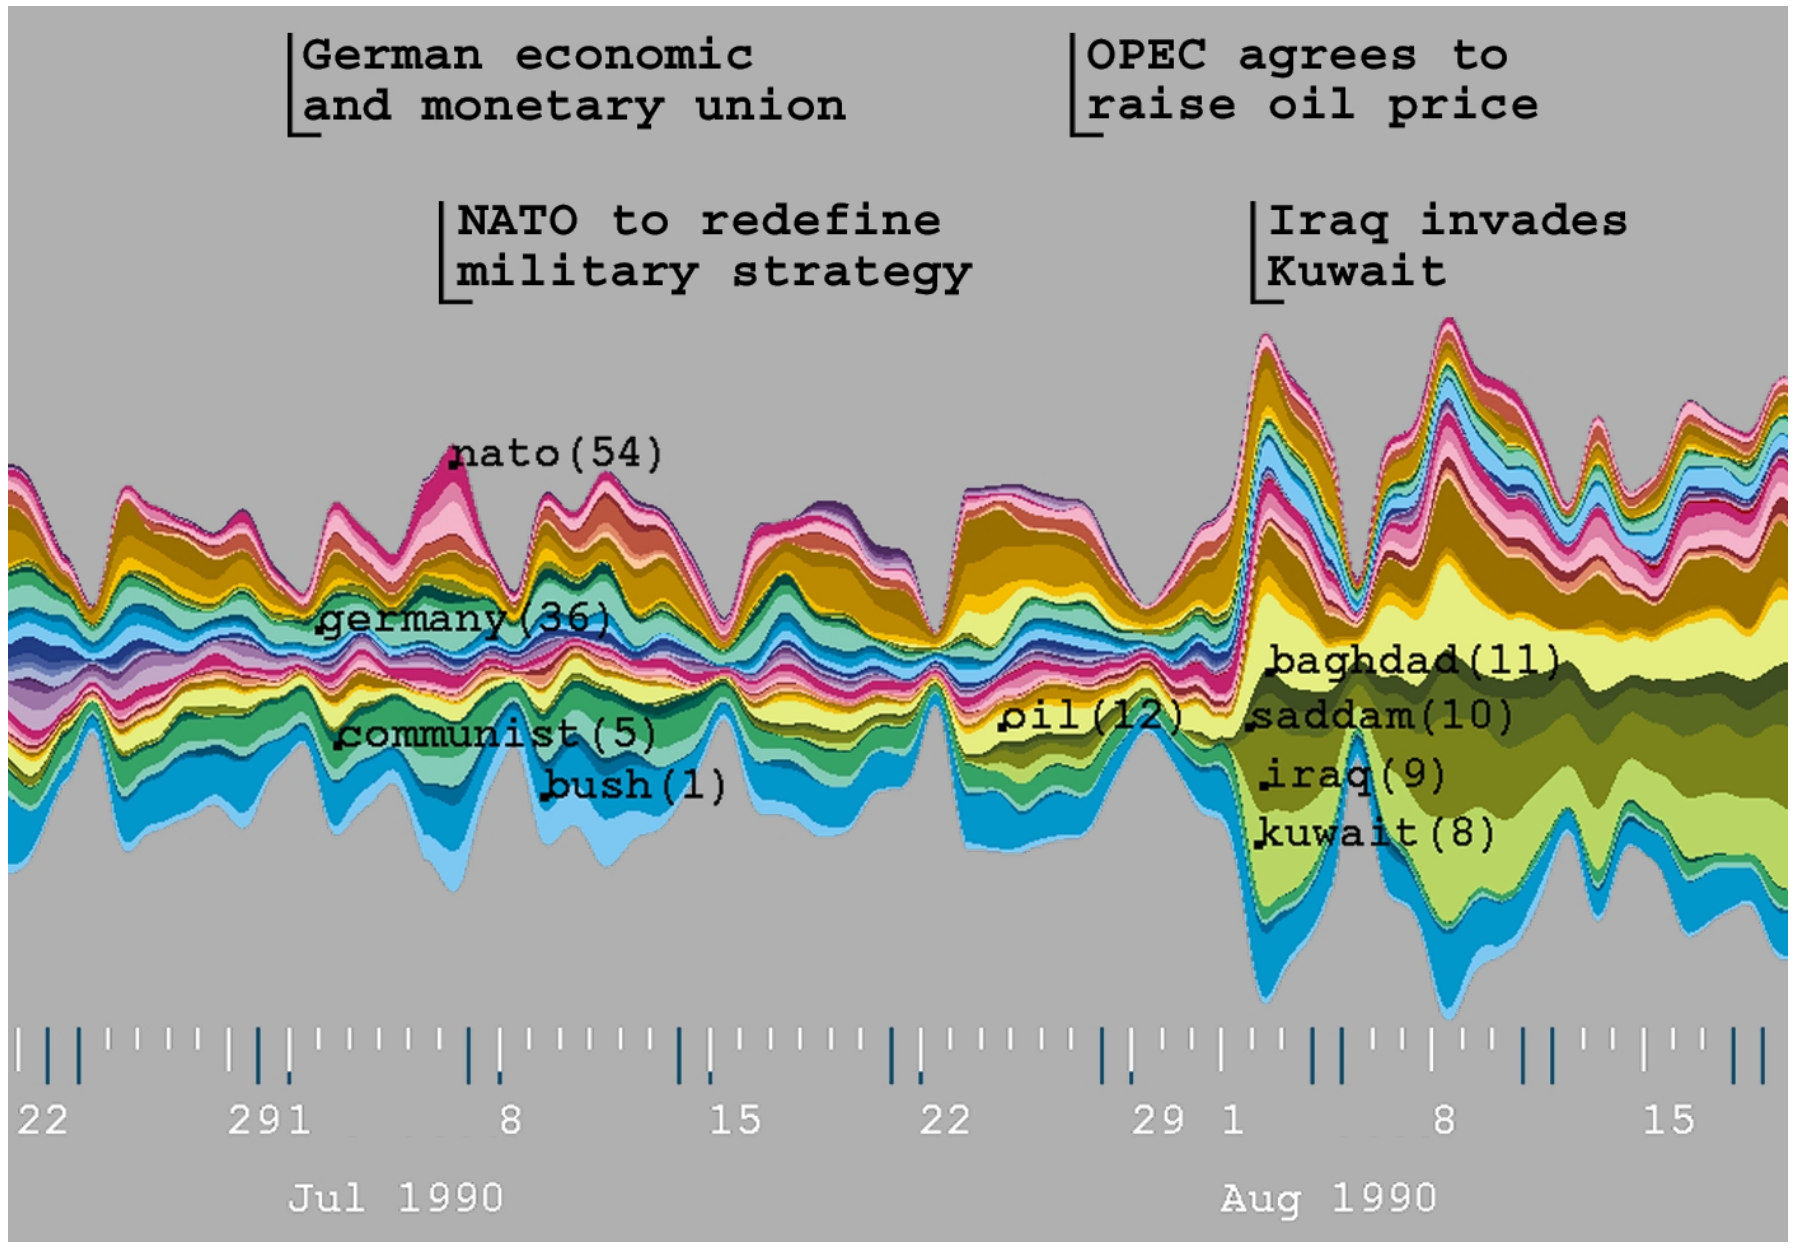 German economic
and monetary union
OPEC agrees to
raise oil price
NATO to redefine
military strategy
Iraq invades
Kuwait
nato(54)
germany(36)
baghdad(11)
oil(12)
saddam(10)
communist(5)
iraq(9)
bush(1)
kuwait(8)
22 29 1 8 15 22 29 1 8 15
Jul 1990 Aug 1990